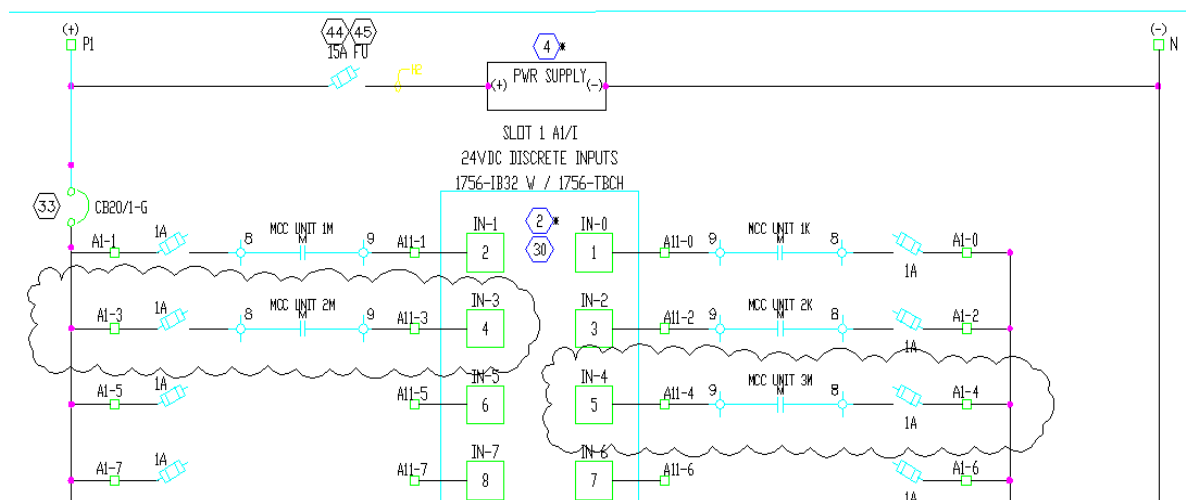 (+)
P1
44 45
15A FU
4 *
(-)
N
(+) PWR SUPPLY (-)
SLOT 1 A1/I
24VDC DISCRETE INPUTS
1756-IB32 W / 1756-TBCH
33
CB20/1-G
2 *
30
A1-1 1A 8 MCC UNIT 1M M 9 A11-1 IN-1 2
IN-0 1 A11-0 9 MCC UNIT 1K M 8 1A A1-0
A1-3 1A 8 MCC UNIT 2M M 9 A11-3 IN-3 4
IN-2 3 A11-2 9 MCC UNIT 2K M 8 1A A1-2
A1-5 1A A11-5 IN-5 6
IN-4 5 A11-4 9 MCC UNIT 3M M 8 1A A1-4
A1-7 1A A11-7 IN-7 8
IN-6 7 A11-6 1A A1-6